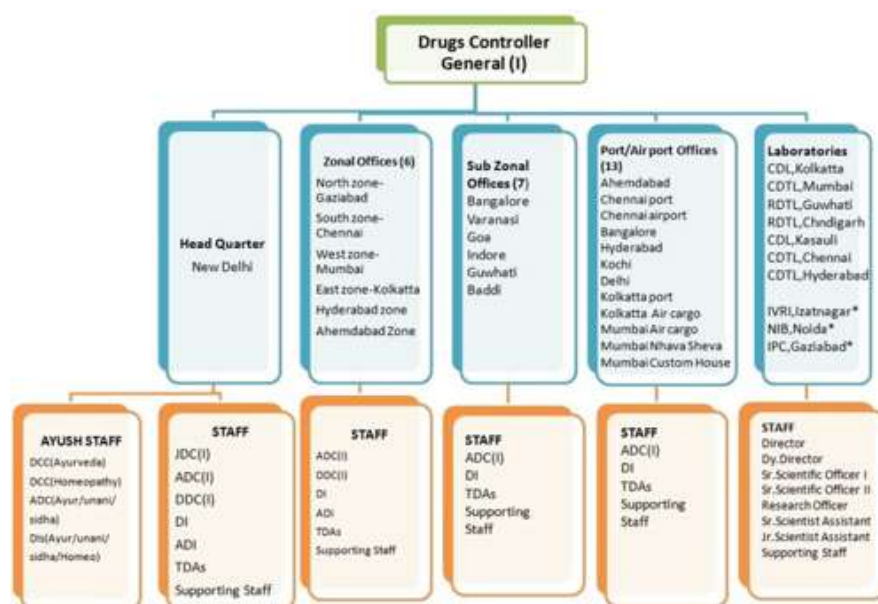 Drugs Controller
General (I)
Head Quarter
New Delhi
Zonal Offices (6)
North zone-
Gaziabad
South zone-
Chennai
West zone-
Mumbai
East zone-Kolkatta
Hyderabad zone
Ahemdabad Zone
Sub Zonal
Offices (7)
Bangalore
Varanasi
Goa
Indore
Guwhati
Baddi
Port/Airport Offices
(13)
Ahemdabad
Chennai port
Chennai airport
Bangalore
Hyderabad
Kochi
Delhi
Kolkatta port
Kolkatta Air cargo
Mumbai Air cargo
Mumbai Nhava Sheva
Mumbai Custom House
Laboratories
CDL,Kolkatta
CDTL,Mumbai
RDTL,Guwhati
RDTL,Chndigarh
CDL,Kasauli
CDTL,Chennai
CDTL,Hyderabad
IVRI,Izatnagar*
NIB,Noida*
IPC,Gaziabad*
AYUSH STAFF
DCC(Ayurveda)
DCC(Homeopathy)
ADC(Ayur/unani/
sidha)
DIs(Ayur/unani/
sidha/Homeo)
STAFF
JDC(I)
ADC(I)
DDC(I)
DI
ADI
TDAs
Supporting Staff
STAFF
ADC(I)
DDC(I)
DI
ADI
TDAs
Supporting Staff
STAFF
ADC(I)
DI
TDAs
Supporting
Staff
STAFF
ADC(I)
DI
TDAs
Supporting
Staff
STAFF
Director
Dy.Director
Sr.Scientific Officer I
Sr.Scientific Officer II
Research Officer
Sr.Scientist Assistant
Jr.Scientist Assistant
Supporting Staff